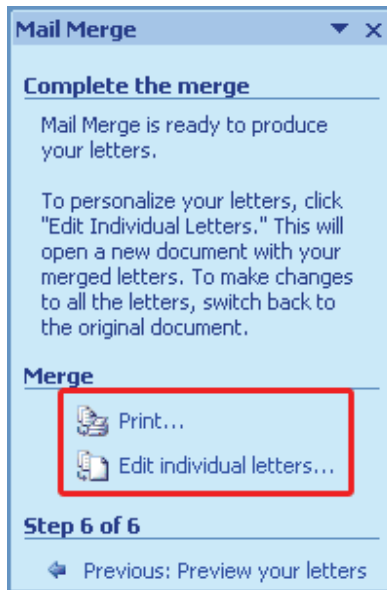 Mail Merge
Complete the merge
Mail Merge is ready to produce
your letters.
To personalize your letters, click
"Edit Individual Letters." This will
open a new document with your
merged letters. To make changes
to all the letters, switch back to
the original document.
Merge
Print...
Edit individual letters...
Step 6 of 6
Previous: Preview your letters